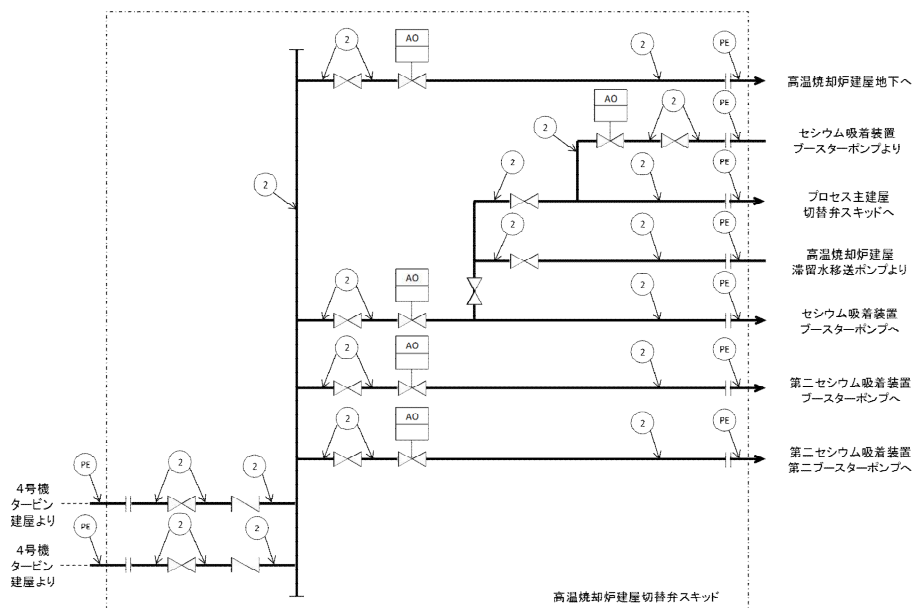 2
AO
2
PE
高温焼却炉建屋地下へ
AO
2
PE
セシウム吸着装置
ブースターポンプより
2
2
2
2
PE
プロセス主建屋
切替弁スキッドへ
2
2
PE
高温焼却炉建屋
滞留水移送ポンプより
2
AO
2
PE
セシウム吸着装置
ブースターポンプへ
2
AO
2
PE
第二セシウム吸着装置
ブースターポンプへ
2
AO
2
PE
第二セシウム吸着装置
第二ブースターポンプへ
PE
2
2
4号機
タービン
建屋より
PE
2
2
4号機
タービン
建屋より
高温焼却炉建屋切替弁スキッド